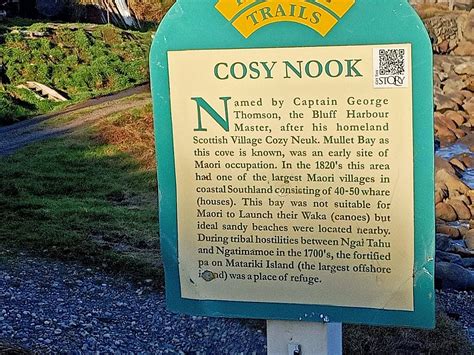 TRAILS
COSY NOOK
STORY
Named by Captain George
Thomson, the Bluff Harbour
Master, after his homeland
Scottish Village Cozy Neuk. Mullet Bay as
this cove is known, was an early site of
Maori occupation. In the 1820's this area
had one of the largest Maori villages in
coastal Southland consisting of 40-50 whare
(houses). This bay was not suitable for
Maori to Launch their Waka (canoes) but
ideal sandy beaches were located nearby.
During tribal hostilities between Ngai Tahu
and Ngatimamoe in the 1700's, the fortified
pa on Matariki Island (the largest offshore
island) was a place of refuge.